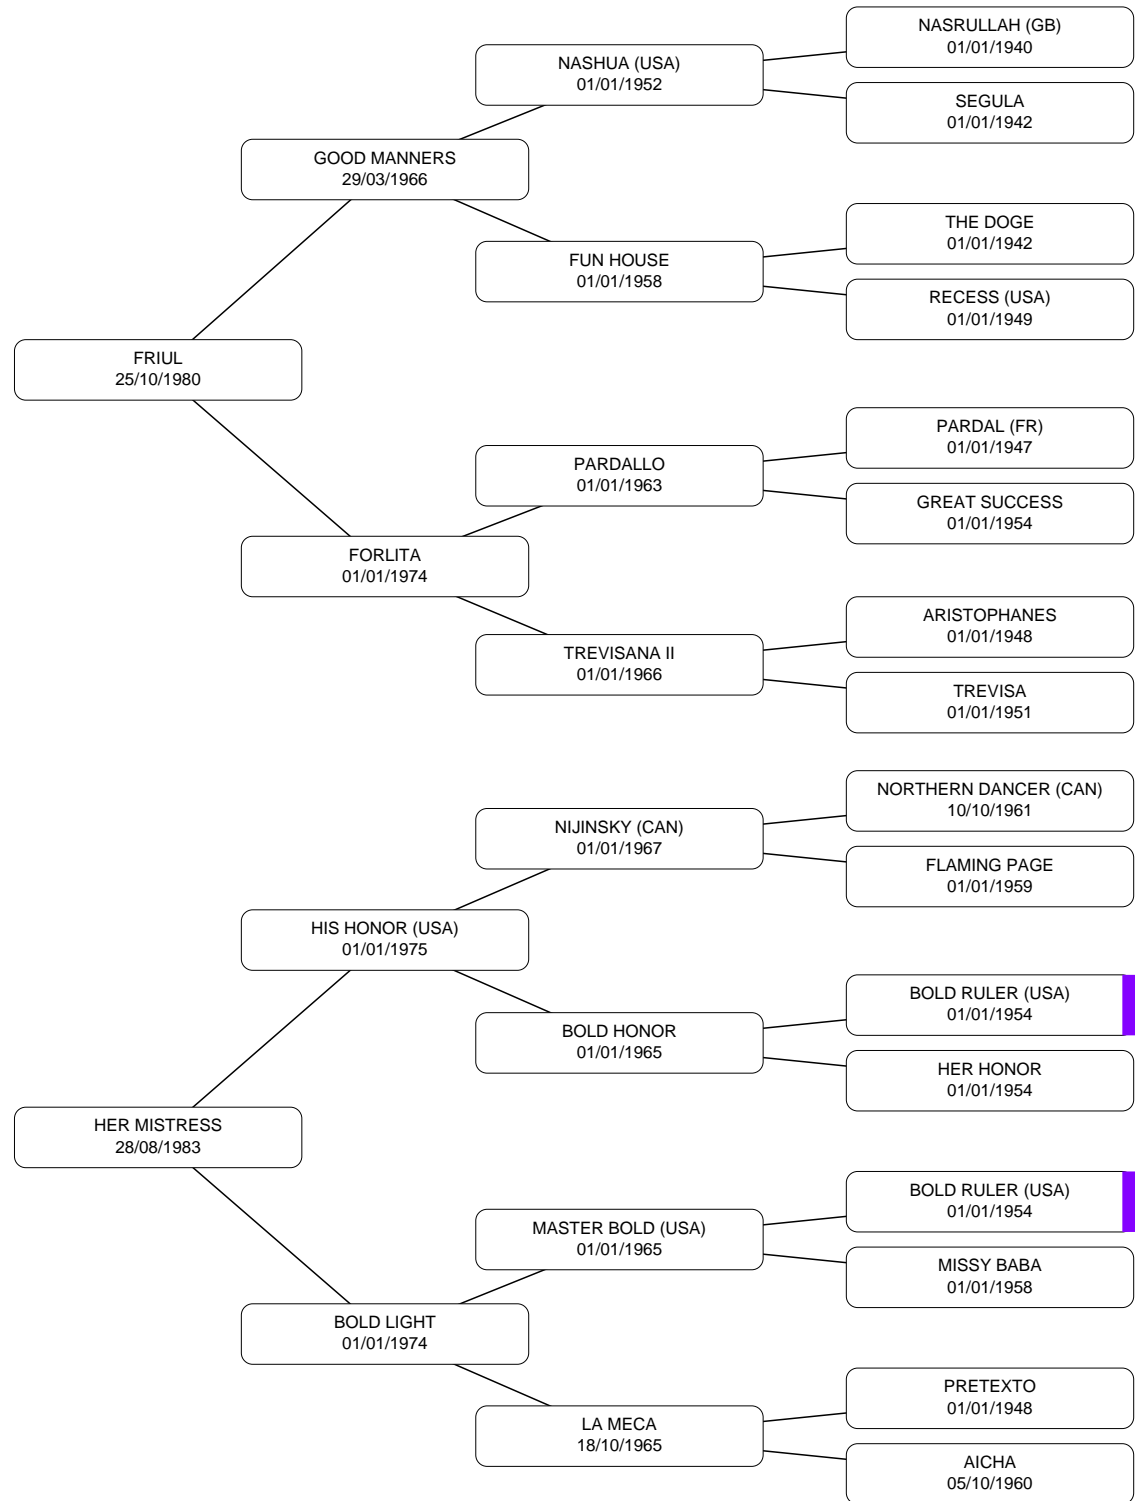 NASRULLAH (GB)
01/01/1940
NASHUA (USA)
01/01/1952
SEGULA
01/01/1942
GOOD MANNERS
29/03/1966
THE DOGE
01/01/1942
FUN HOUSE
01/01/1958
RECESS (USA)
01/01/1949
FRIUL
25/10/1980
PARDAL (FR)
01/01/1947
PARDALLO
01/01/1963
GREAT SUCCESS
01/01/1954
FORLITA
01/01/1974
ARISTOPHANES
01/01/1948
TREVISANA II
01/01/1966
TREVISA
01/01/1951
NORTHERN DANCER (CAN)
10/10/1961
NIJINSKY (CAN)
01/01/1967
FLAMING PAGE
01/01/1959
HIS HONOR (USA)
01/01/1975
BOLD RULER (USA)
01/01/1954
BOLD HONOR
01/01/1965
HER HONOR
01/01/1954
HER MISTRESS
28/08/1983
BOLD RULER (USA)
01/01/1954
MASTER BOLD (USA)
01/01/1965
MISSY BABA
01/01/1958
BOLD LIGHT
01/01/1974
PRETEXTO
01/01/1948
LA MECA
18/10/1965
AICHA
05/10/1960